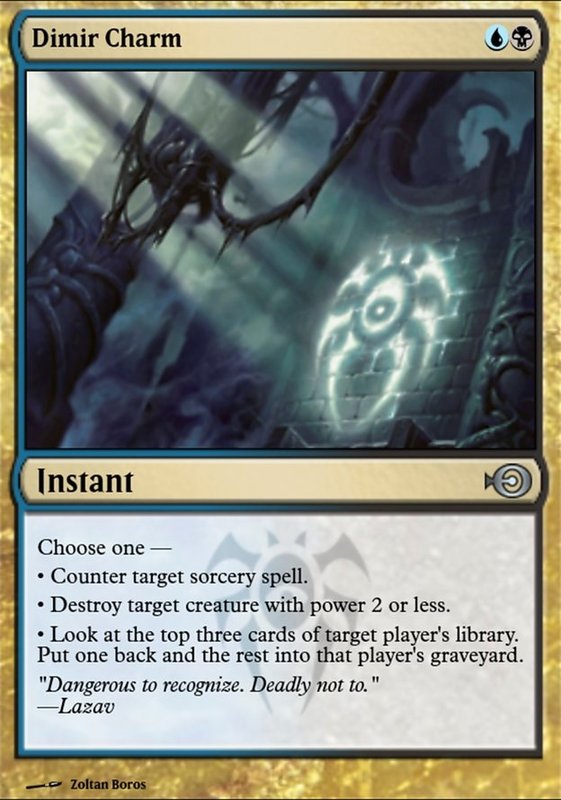 Dimir Charm
Instant
Choose one —
• Counter target sorcery spell.
• Destroy target creature with power 2 or less.
• Look at the top three cards of target player's library.
Put one back and the rest into that player's graveyard.
"Dangerous to recognize. Deadly not to."
—Lazav
Zoltan Boros